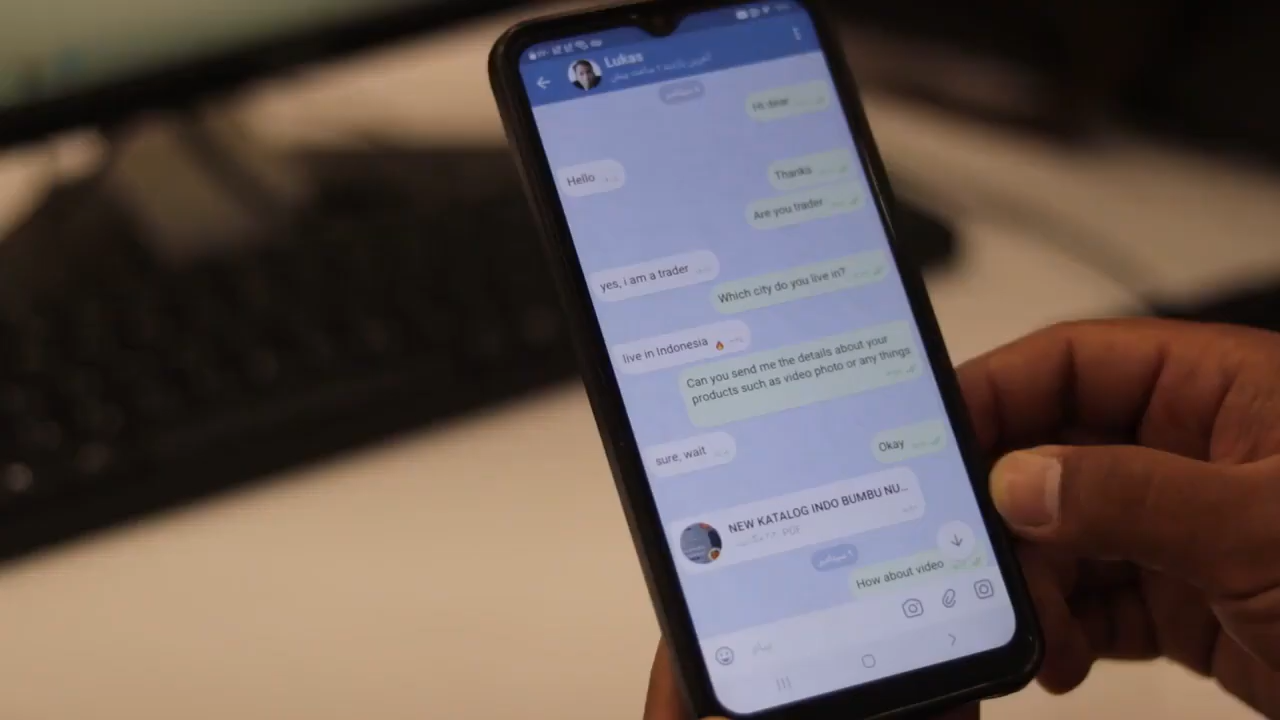 Lukas
Hi dear
Hello
Thanks
Are you trader
yes, i am a trader
Which city do you live in?
live in Indonesia 🔥
Can you send me the details about your
products such as video photo or any things
sure, wait
Okay
NEW KATALOG INDO BUMBU NU...
PDF
How about video
پیام